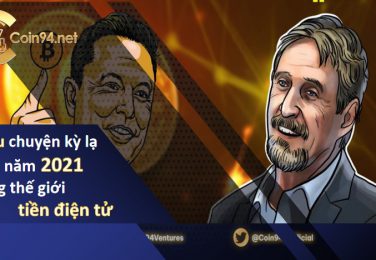 Coin94.net
chuyện kỳ lạ
năm 2021
thế giới
tiền điện tử
94Ventures
@Coin94